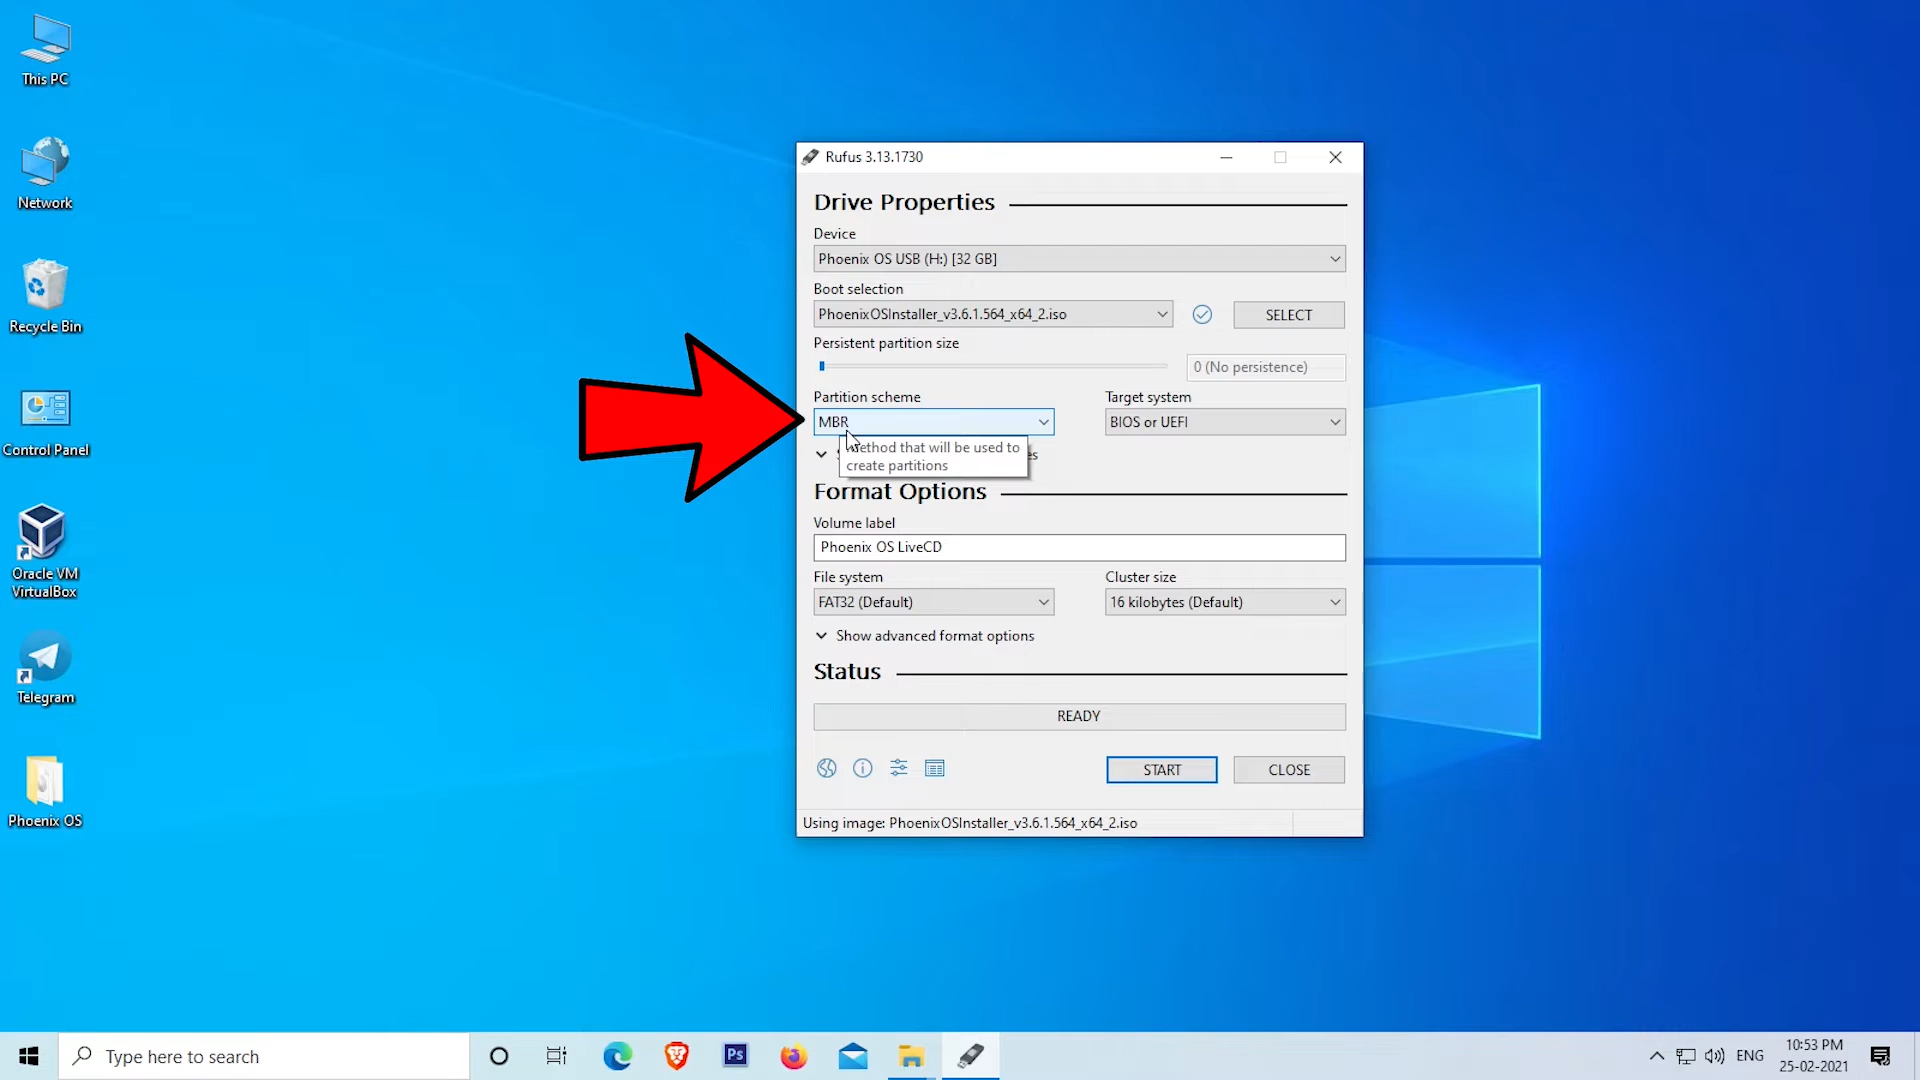 This PC
Network
Recycle Bin
Control Panel
Oracle VM
VirtualBox
Telegram
Phoenix OS
Rufus 3.13.1730
Drive Properties
Device
Phoenix OS USB (H:) [32 GB]
Boot selection
PhoenixOSInstaller_v3.6.1.564_x64_2.iso
SELECT
Persistent partition size
0 (No persistence)
Partition scheme
Target system
MBR
BIOS or UEFI
Method that will be used to
create partitions
Format Options
Volume label
Phoenix OS LiveCD
File system
Cluster size
FAT32 (Default)
16 kilobytes (Default)
Show advanced format options
Status
READY
START
CLOSE
Using image: PhoenixOSInstaller_v3.6.1.564_x64_2.iso
Type here to search
Ps
ENG
10:53 PM
25-02-2021